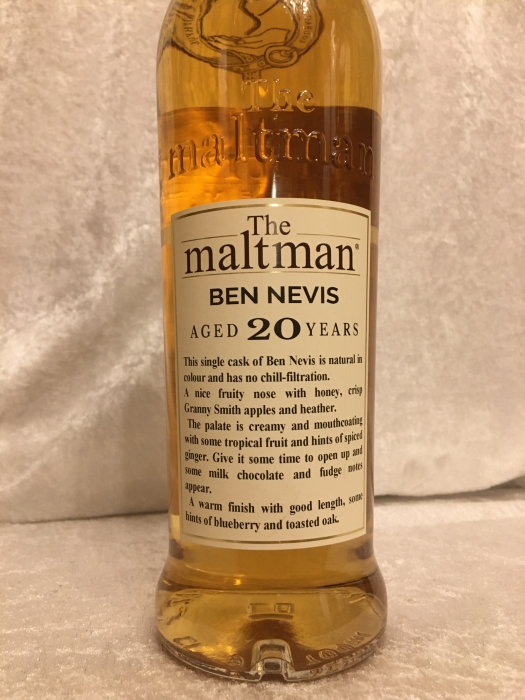 The
maltman
The
maltman®
BEN NEVIS
AGED 20 YEARS
This single cask of Ben Nevis is natural in
colour and has no chill-filtration.
A nice fruity nose with honey, crisp
Granny Smith apples and heather.
The palate is creamy and mouthcoating
with some tropical fruit and hints of spiced
ginger. Give it some time to open up and
some milk chocolate and fudge notes
appear.
A warm finish with good length, some
hints of blueberry and toasted oak.